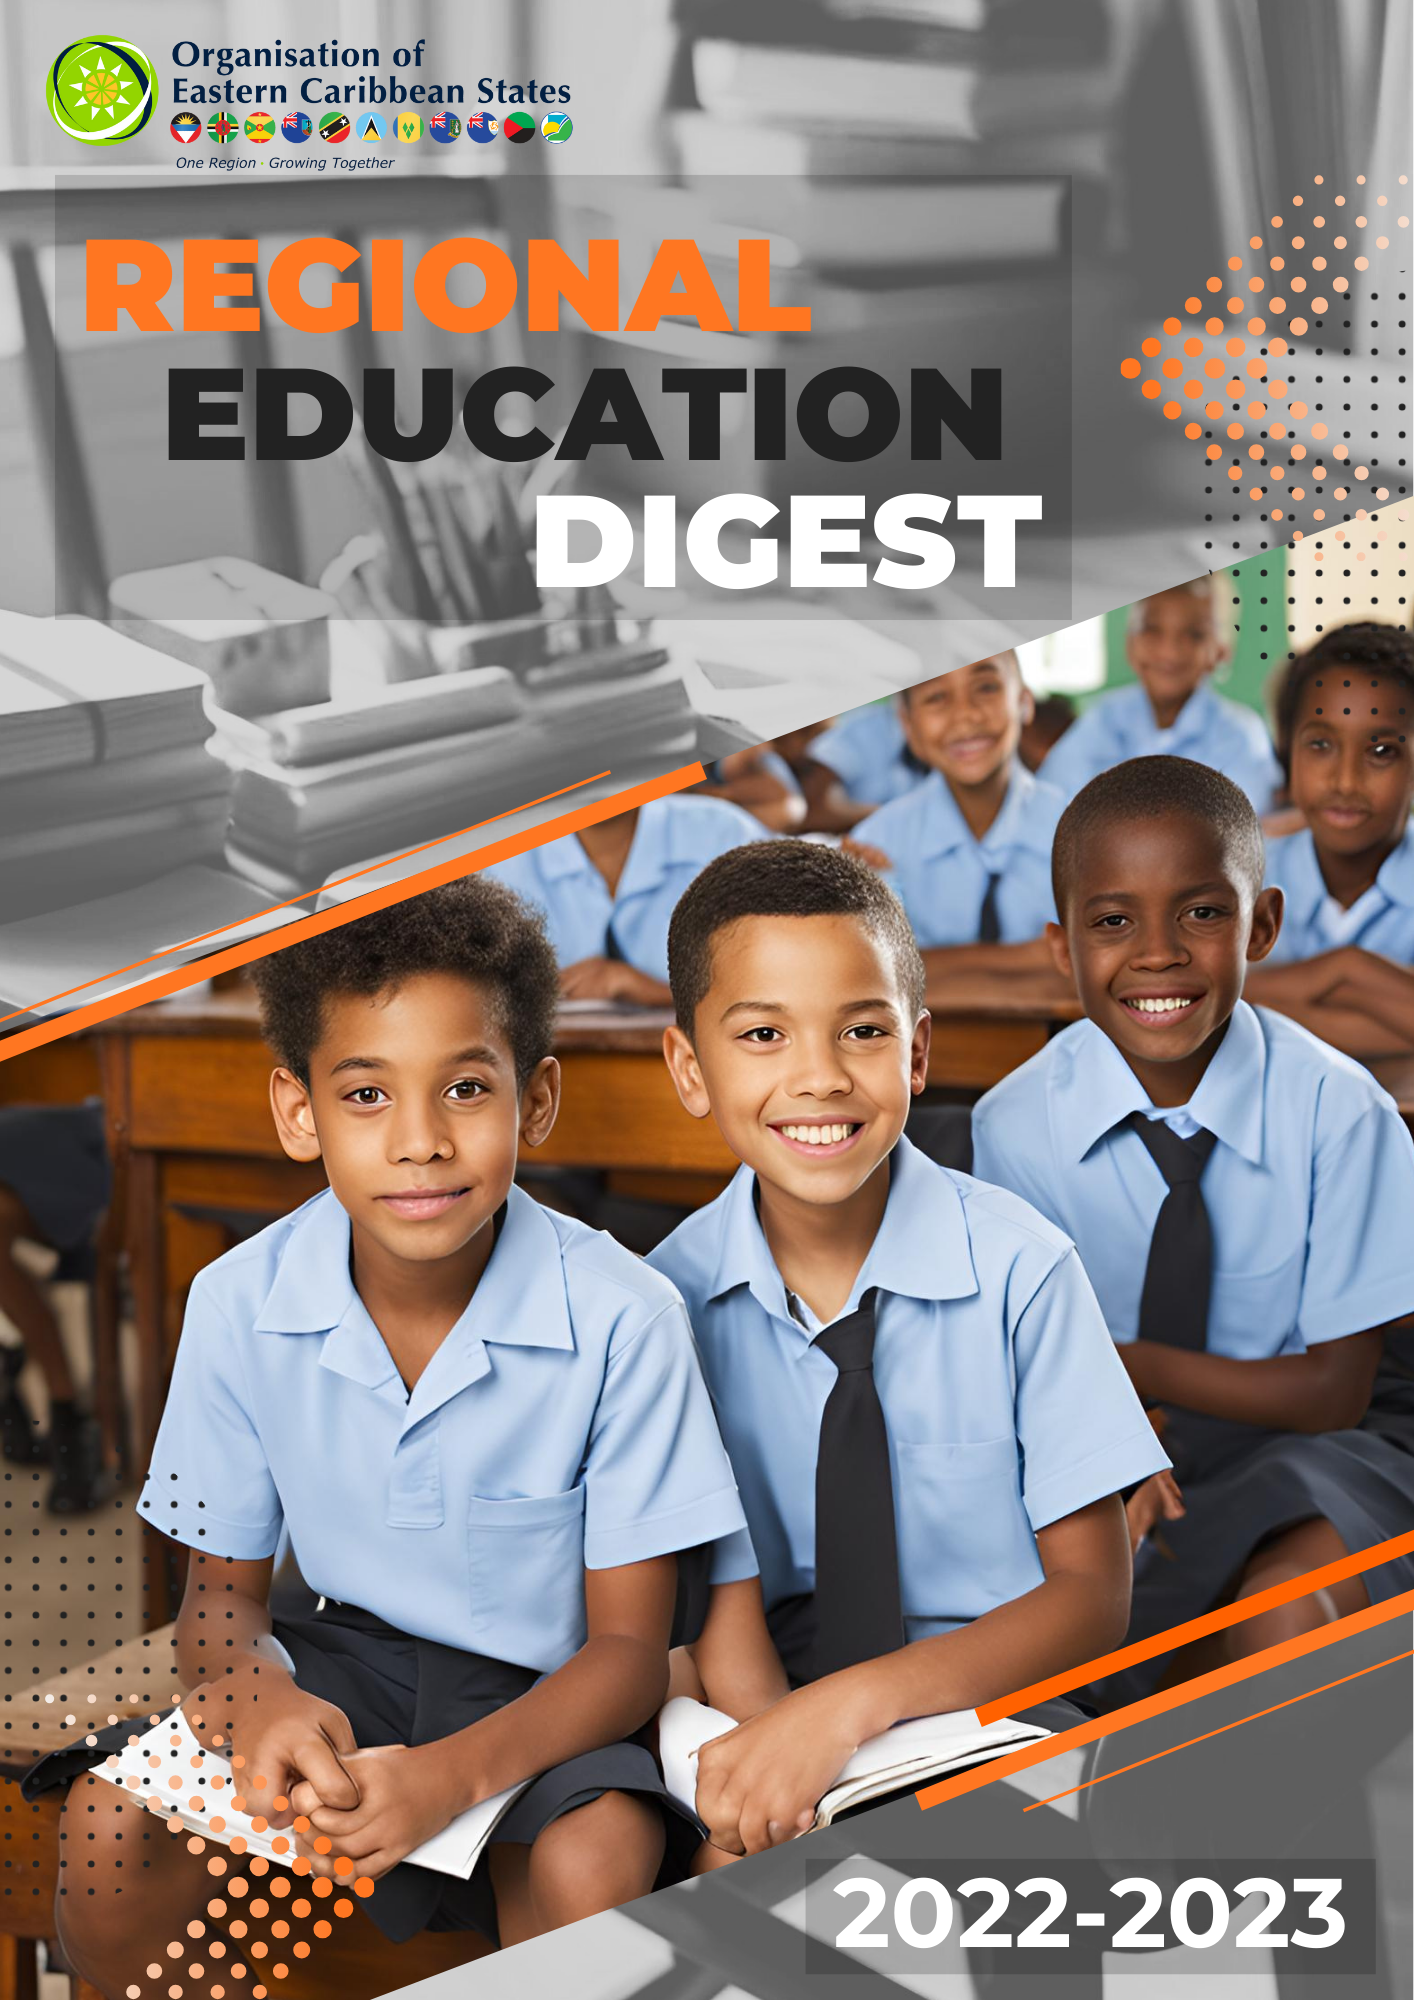 Organisation of
Eastern Caribbean States
One Region · Growing Together
REGIONAL
EDUCATION
DIGEST
2022-2023